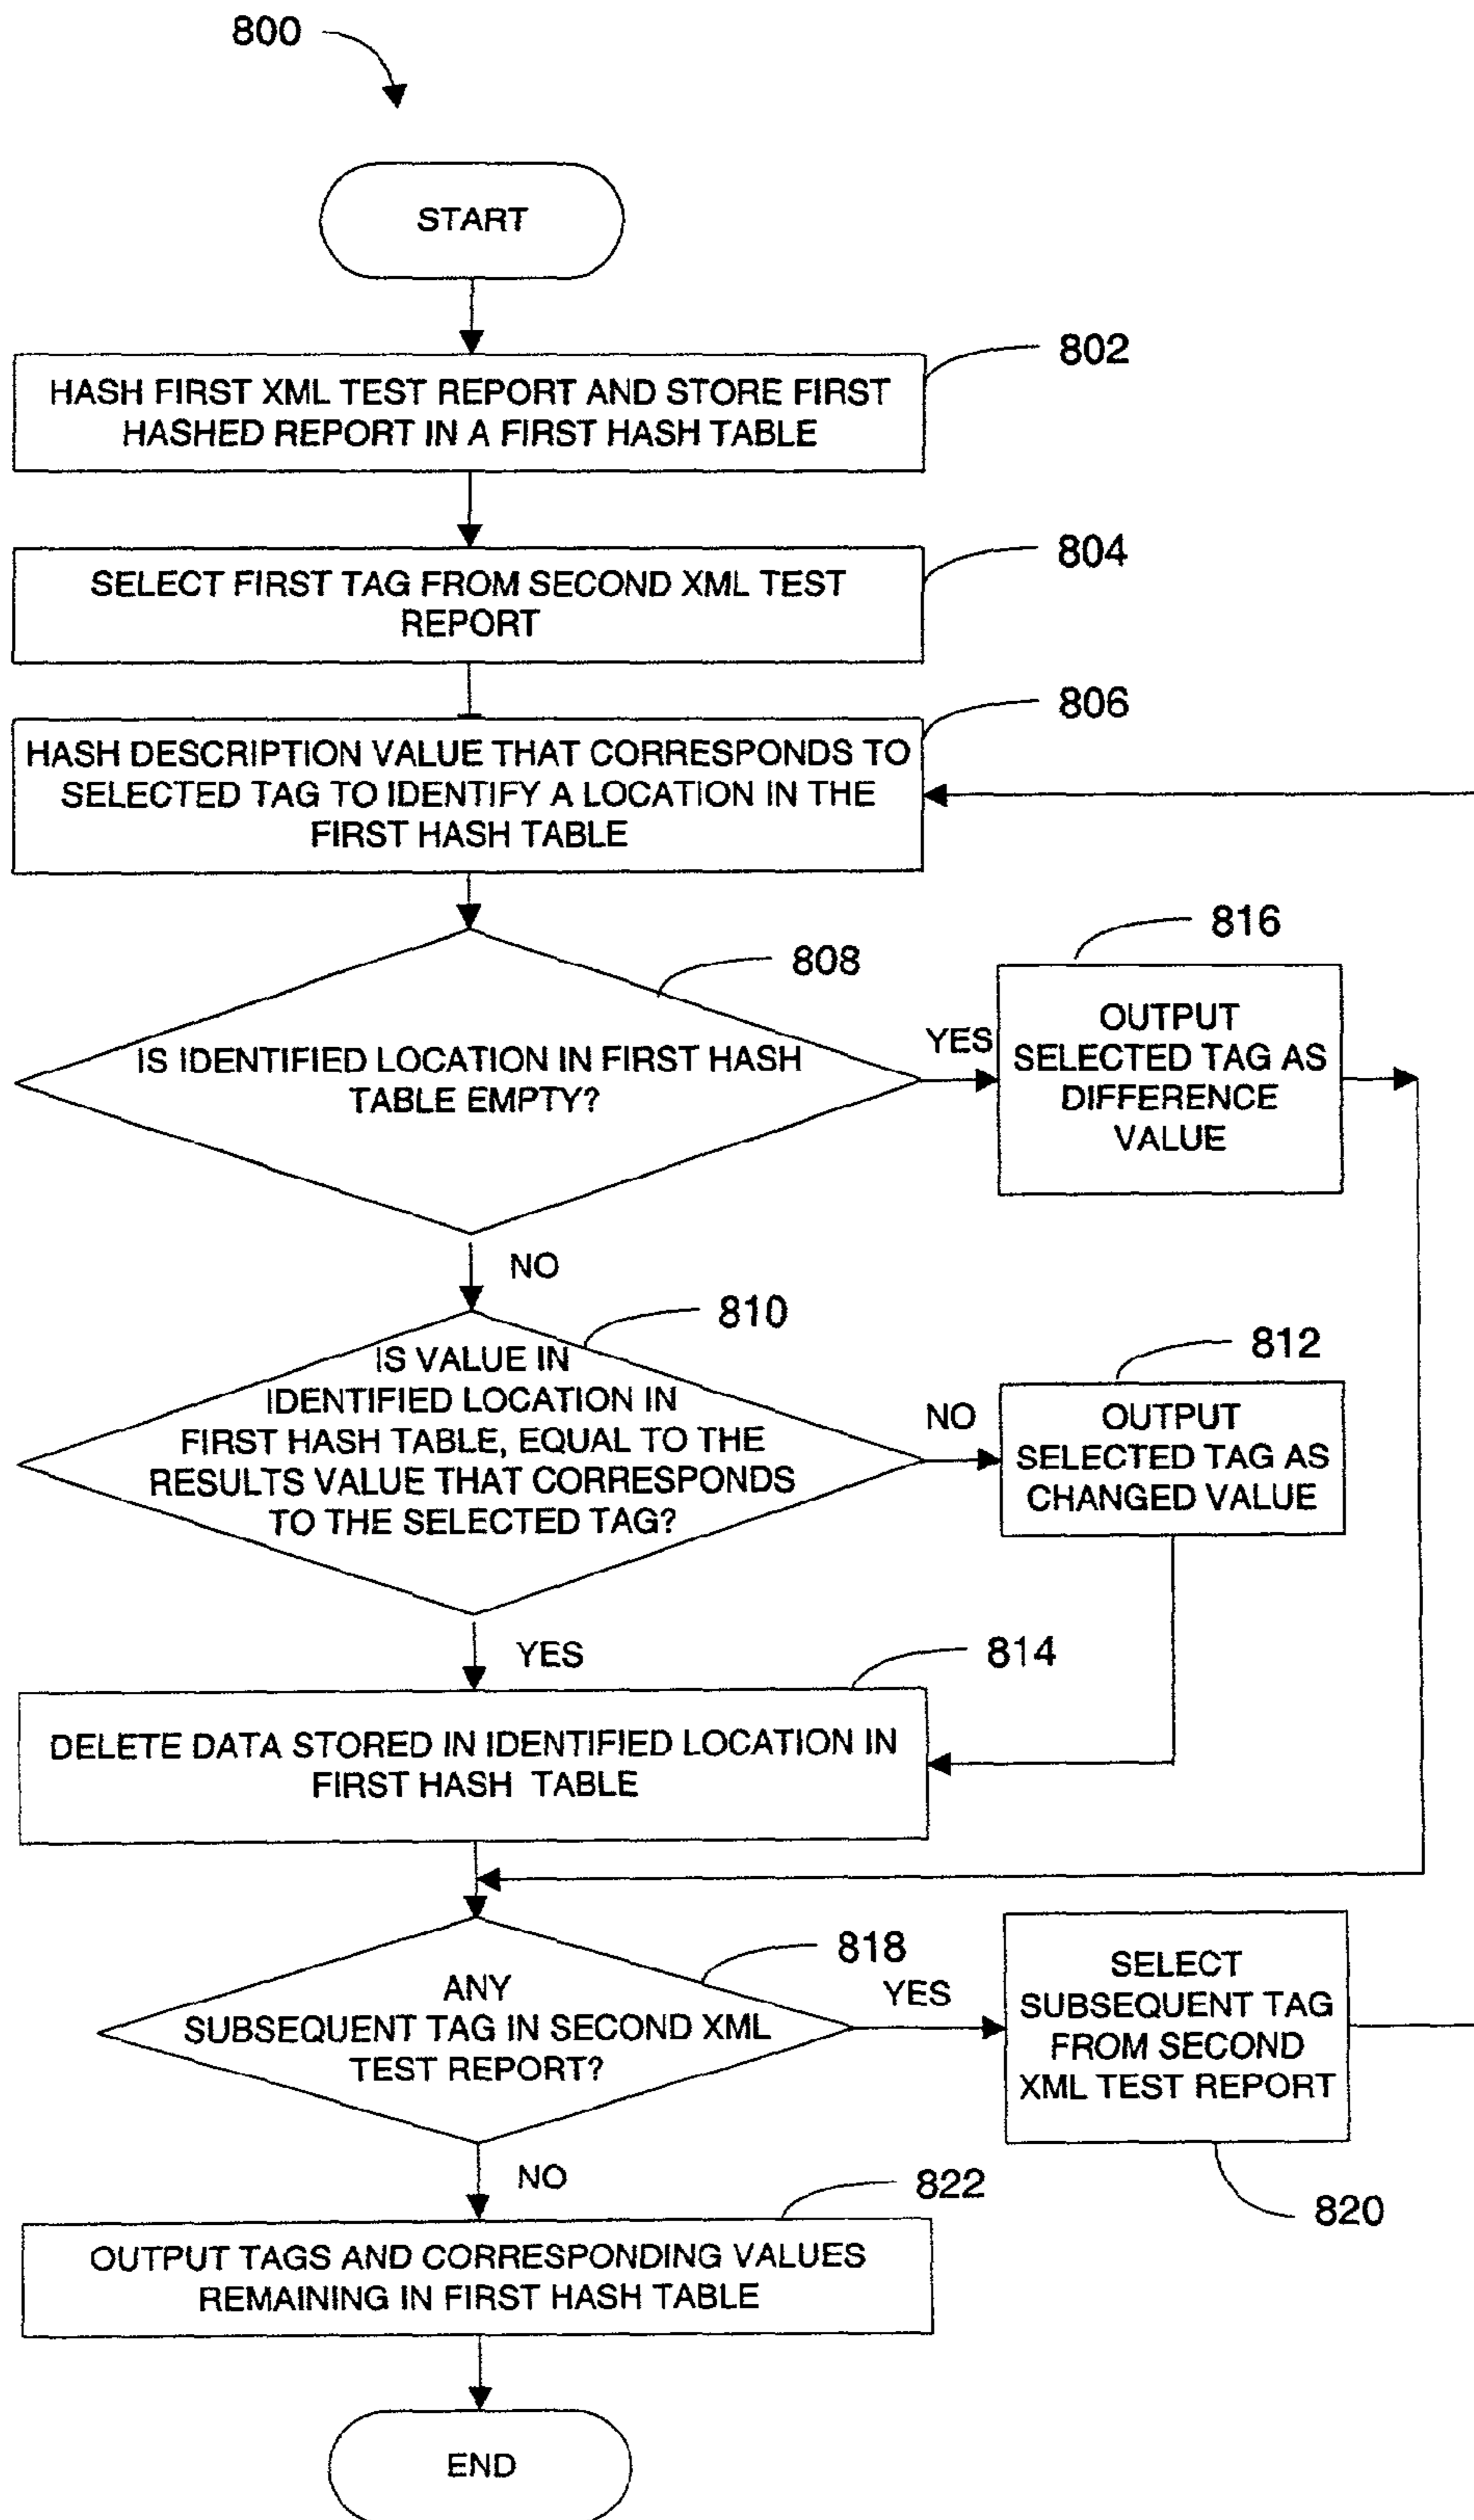 800
START
802
HASH FIRST XML TEST REPORT AND STORE FIRST
HASHED REPORT IN A FIRST HASH TABLE
804
SELECT FIRST TAG FROM SECOND XML TEST
REPORT
806
HASH DESCRIPTION VALUE THAT CORRESPONDS TO
SELECTED TAG TO IDENTIFY A LOCATION IN THE
FIRST HASH TABLE
808
IS IDENTIFIED LOCATION IN FIRST HASH
TABLE EMPTY?
YES
816
OUTPUT
SELECTED TAG AS
DIFFERENCE
VALUE
NO
810
IS VALUE IN
IDENTIFIED LOCATION IN
FIRST HASH TABLE, EQUAL TO THE
RESULTS VALUE THAT CORRESPONDS
TO THE SELECTED TAG?
NO
812
OUTPUT
SELECTED TAG AS
CHANGED VALUE
YES
814
DELETE DATA STORED IN IDENTIFIED LOCATION IN
FIRST HASH TABLE
818
ANY
SUBSEQUENT TAG IN SECOND XML
TEST REPORT?
YES
SELECT
SUBSEQUENT TAG
FROM SECOND
XML TEST REPORT
820
NO
822
OUTPUT TAGS AND CORRESPONDING VALUES
REMAINING IN FIRST HASH TABLE
END